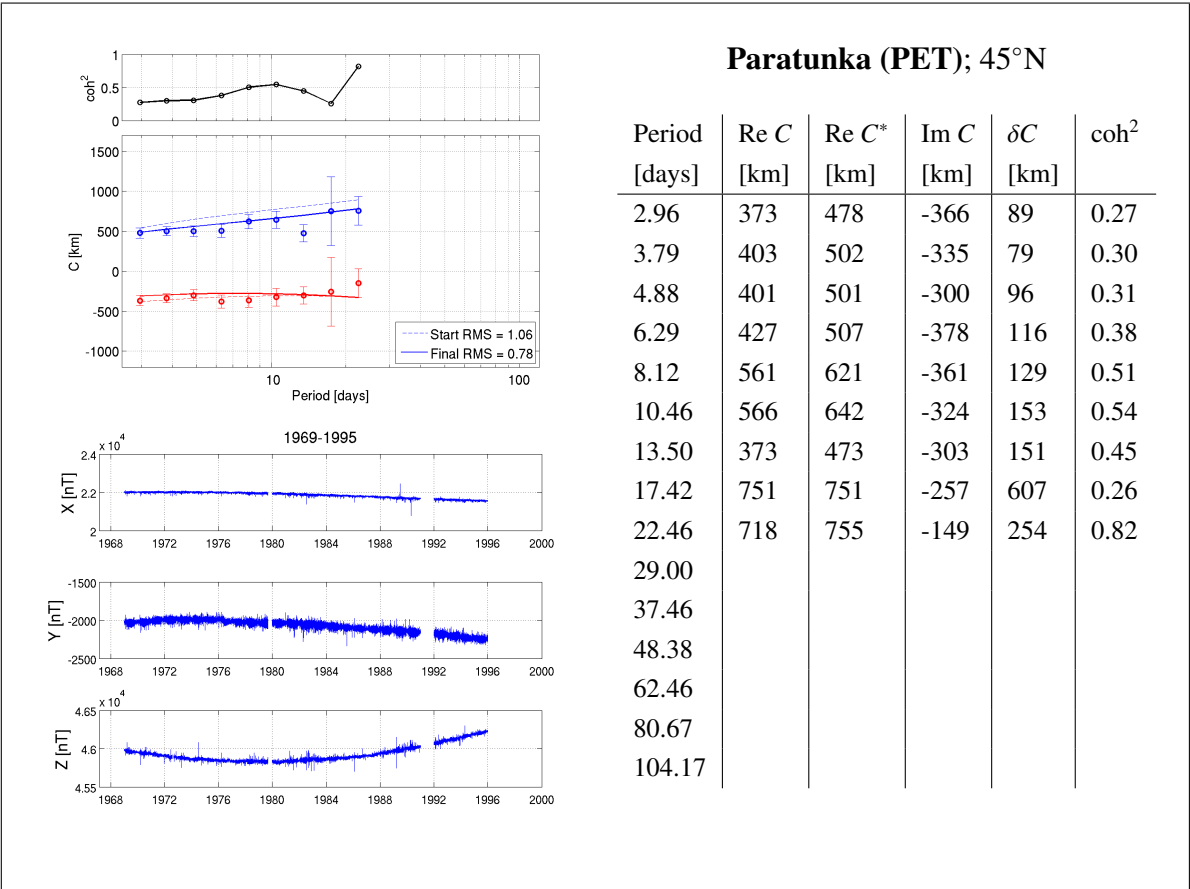 Paratunka (PET); 45°N
1
0.5
0
coh²
1500
1000
500
0
-500
-1000
C [km]
Start RMS = 1.06
Final RMS = 0.78
10 100
Period [days]
1969-1995
x 10⁴
2.4
2.2
2
X [nT]
1968 1972 1976 1980 1984 1988 1992 1996 2000
-1500
-2000
-2500
Y [nT]
1968 1972 1976 1980 1984 1988 1992 1996 2000
x 10⁴
4.65
4.6
4.55
Z [nT]
1968 1972 1976 1980 1984 1988 1992 1996 2000
Period Re C Re C* Im C δC coh²
[days] [km] [km] [km] [km]
2.96 373 478 -366 89 0.27
3.79 403 502 -335 79 0.30
4.88 401 501 -300 96 0.31
6.29 427 507 -378 116 0.38
8.12 561 621 -361 129 0.51
10.46 566 642 -324 153 0.54
13.50 373 473 -303 151 0.45
17.42 751 751 -257 607 0.26
22.46 718 755 -149 254 0.82
29.00
37.46
48.38
62.46
80.67
104.17